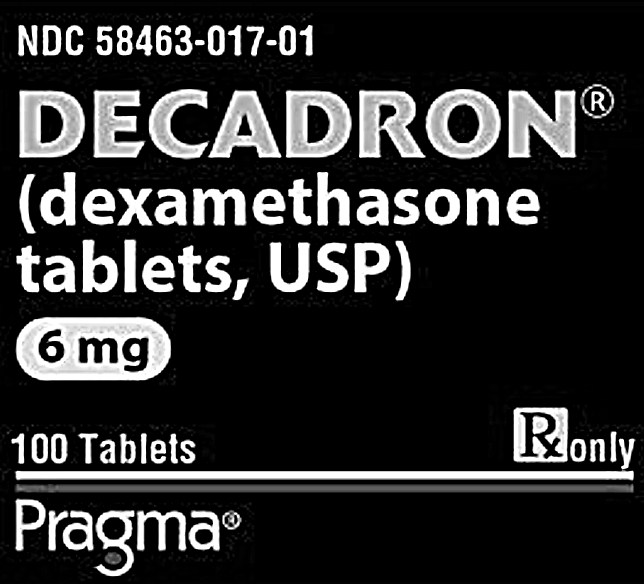 NDC 58463-017-01
DECADRON®
(dexamethasone
tablets, USP)
6 mg
100 Tablets
Rx only
Pragma®